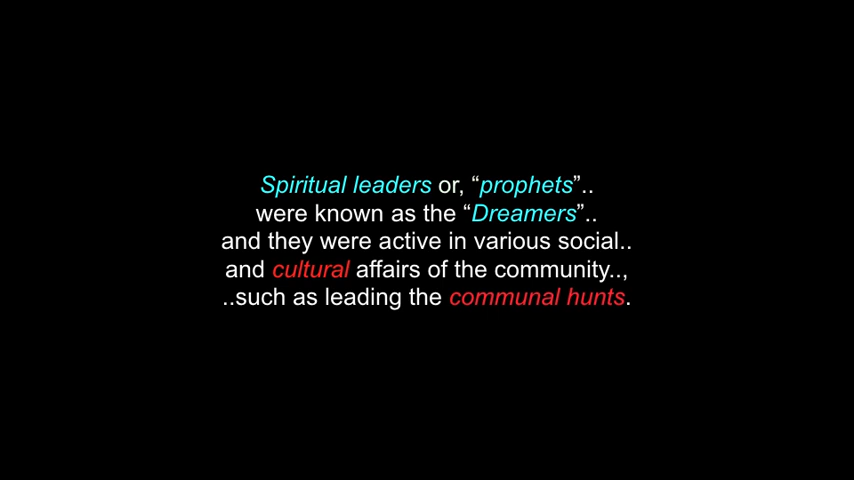 Spiritual leaders or, “prophets”..
were known as the “Dreamers”..
and they were active in various social..
and cultural affairs of the community..,
..such as leading the communal hunts.